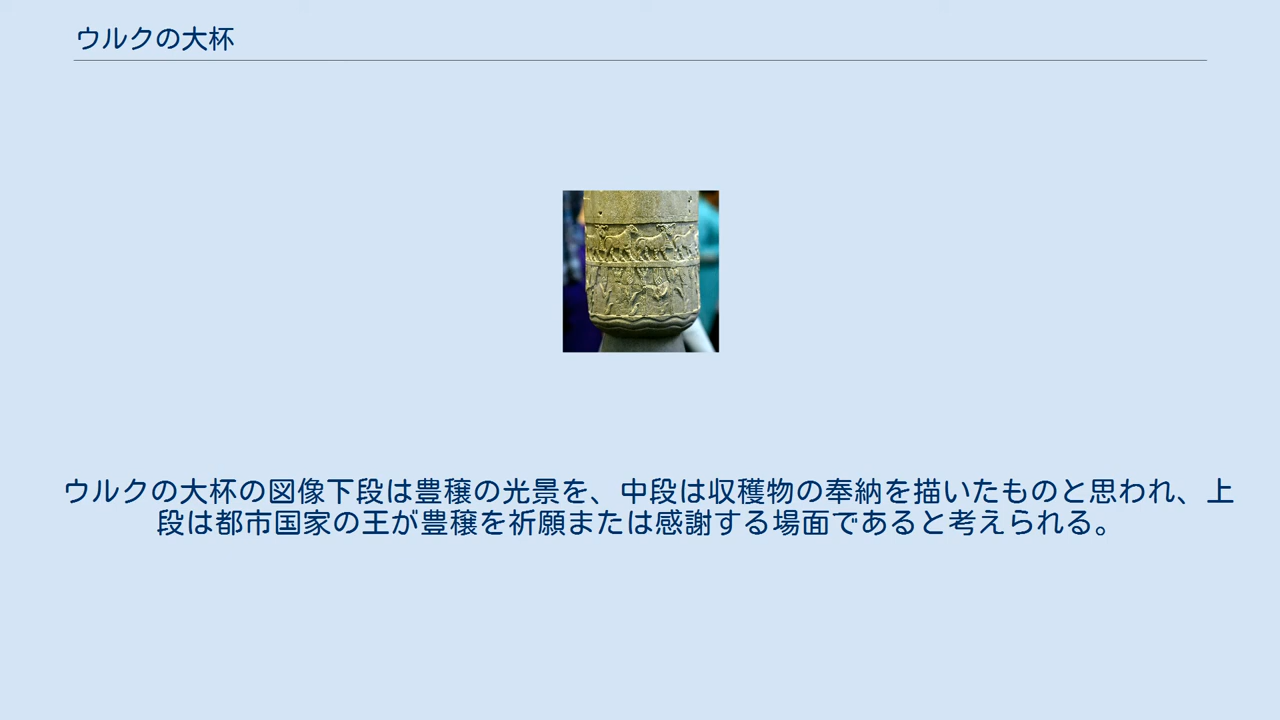 ウルクの大杯
ウルクの大杯の図像下段は豊穣の光景を、中段は収穫物の奉納を描いたものと思われ、上
段は都市国家の王が豊穣を祈願または感謝する場面であると考えられる。